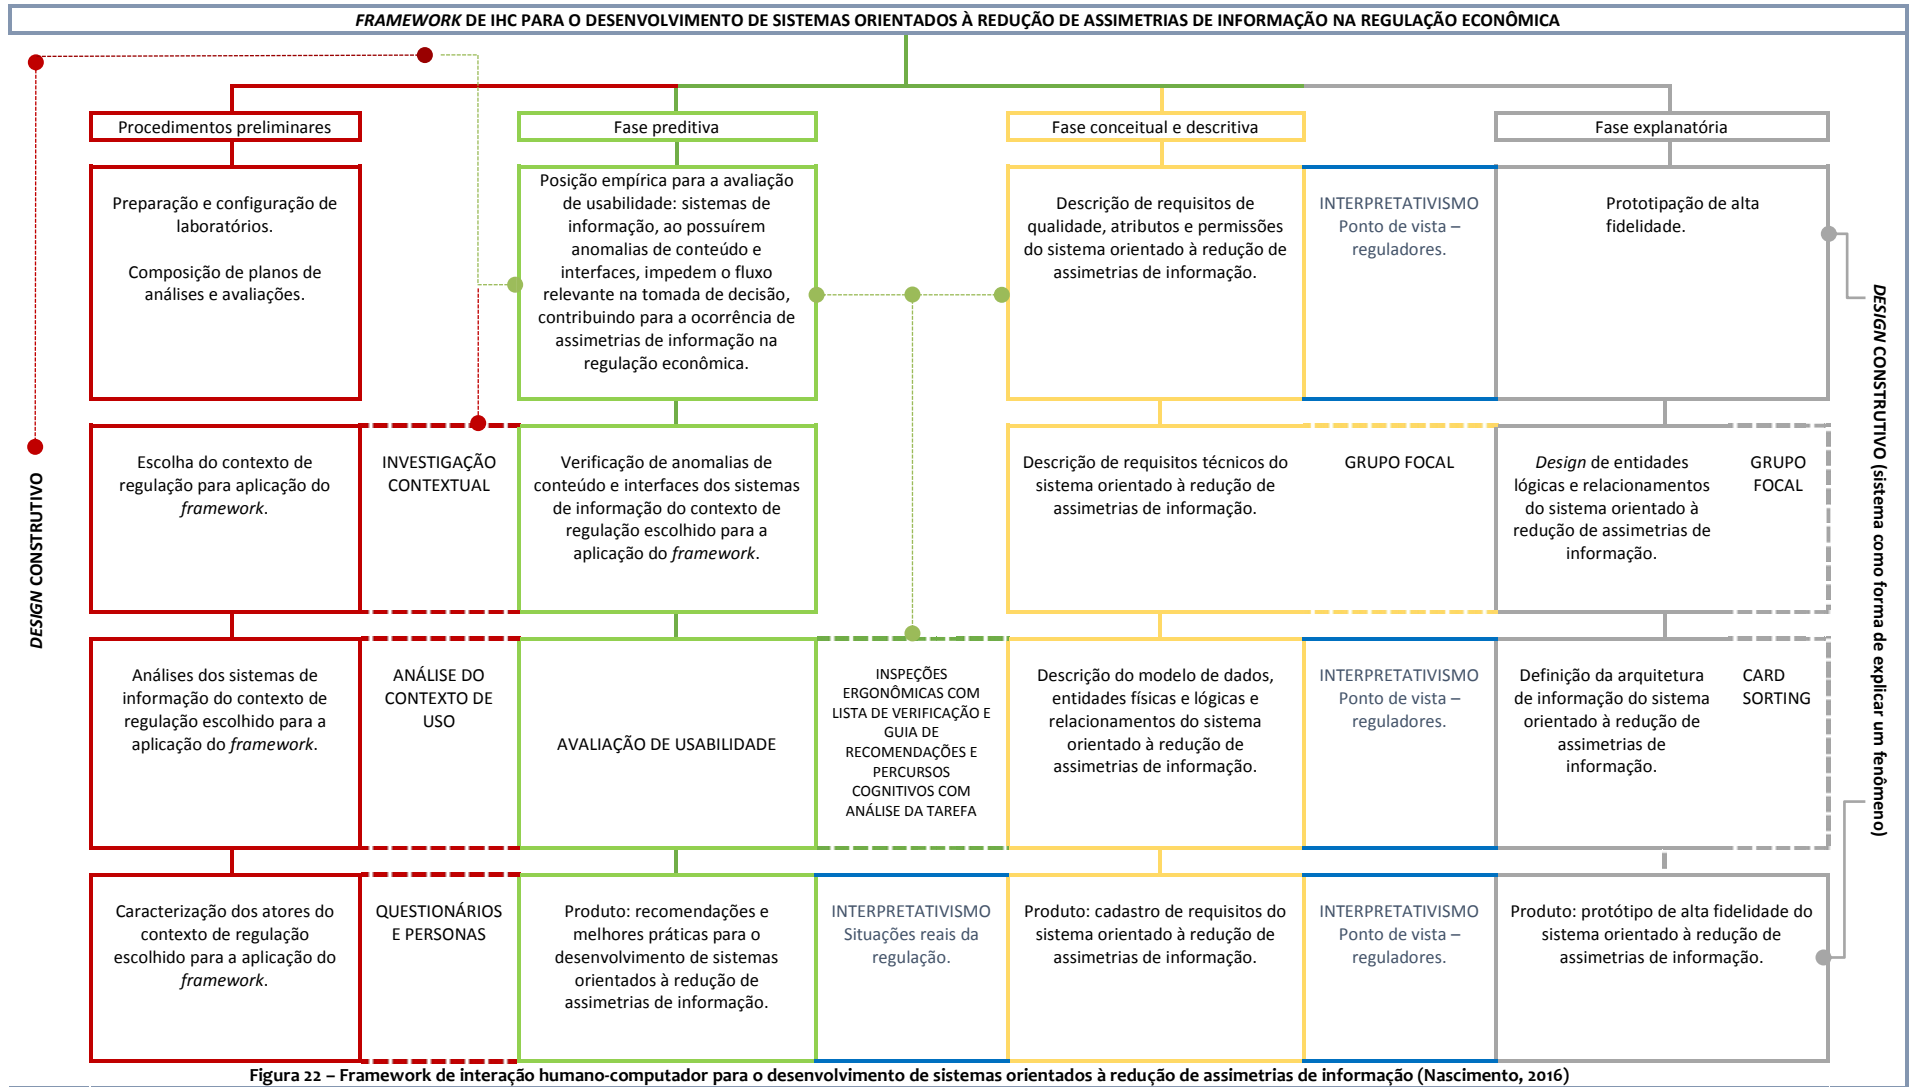 FRAMEWORK DE IHC PARA O DESENVOLVIMENTO DE SISTEMAS ORIENTADOS À REDUÇÃO DE ASSIMETRIAS DE INFORMAÇÃO NA REGULAÇÃO ECONÔMICA
DESIGN CONSTRUTIVO
Procedimentos preliminares
Preparação e configuração de
laboratórios.
Composição de planos de
análises e avaliações.
Escolha do contexto de
regulação para aplicação do
framework.
INVESTIGAÇÃO
CONTEXTUAL
Análises dos sistemas de
informação do contexto de
regulação escolhido para a
aplicação do framework.
ANÁLISE DO
CONTEXTO DE
USO
Caracterização dos atores do
contexto de regulação
escolhido para a aplicação do
framework.
QUESTIONÁRIOS
E PERSONAS
Fase preditiva
Posição empírica para a avaliação
de usabilidade: sistemas de
informação, ao possuírem
anomalias de conteúdo e
interfaces, impedem o fluxo
relevante na tomada de decisão,
contribuindo para a ocorrência de
assimetrias de informação na
regulação econômica.
Verificação de anomalias de
conteúdo e interfaces dos sistemas
de informação do contexto de
regulação escolhido para a
aplicação do framework.
AVALIAÇÃO DE USABILIDADE
INSPEÇÕES
ERGONÔMICAS COM
LISTA DE VERIFICAÇÃO E
GUIA DE
RECOMENDAÇÕES E
PERCURSOS
COGNITIVOS COM
ANÁLISE DA TAREFA
Produto: recomendações e
melhores práticas para o
desenvolvimento de sistemas
orientados à redução de
assimetrias de informação.
INTERPRETATIVISMO
Situações reais da
regulação.
Fase conceitual e descritiva
Descrição de requisitos de
qualidade, atributos e permissões
do sistema orientado à redução de
assimetrias de informação.
INTERPRETATIVISMO
Ponto de vista –
reguladores.
Descrição de requisitos técnicos do
sistema orientado à redução de
assimetrias de informação.
GRUPO FOCAL
Descrição do modelo de dados,
entidades físicas e lógicas e
relacionamentos do sistema
orientado à redução de
assimetrias de informação.
INTERPRETATIVISMO
Ponto de vista –
reguladores.
Produto: cadastro de requisitos do
sistema orientado à redução de
assimetrias de informação.
INTERPRETATIVISMO
Ponto de vista –
reguladores.
Fase explanatória
Prototipação de alta
fidelidade.
Design de entidades
lógicas e relacionamentos
do sistema orientado à
redução de assimetrias de
informação.
GRUPO
FOCAL
Definição da arquitetura
de informação do sistema
orientado à redução de
assimetrias de
informação.
CARD
SORTING
Produto: protótipo de alta fidelidade do
sistema orientado à redução de
assimetrias de informação.
DESIGN CONSTRUTIVO (sistema como forma de explicar um fenômeno)
Figura 22 – Framework de interação humano-computador para o desenvolvimento de sistemas orientados à redução de assimetrias de informação (Nascimento, 2016)